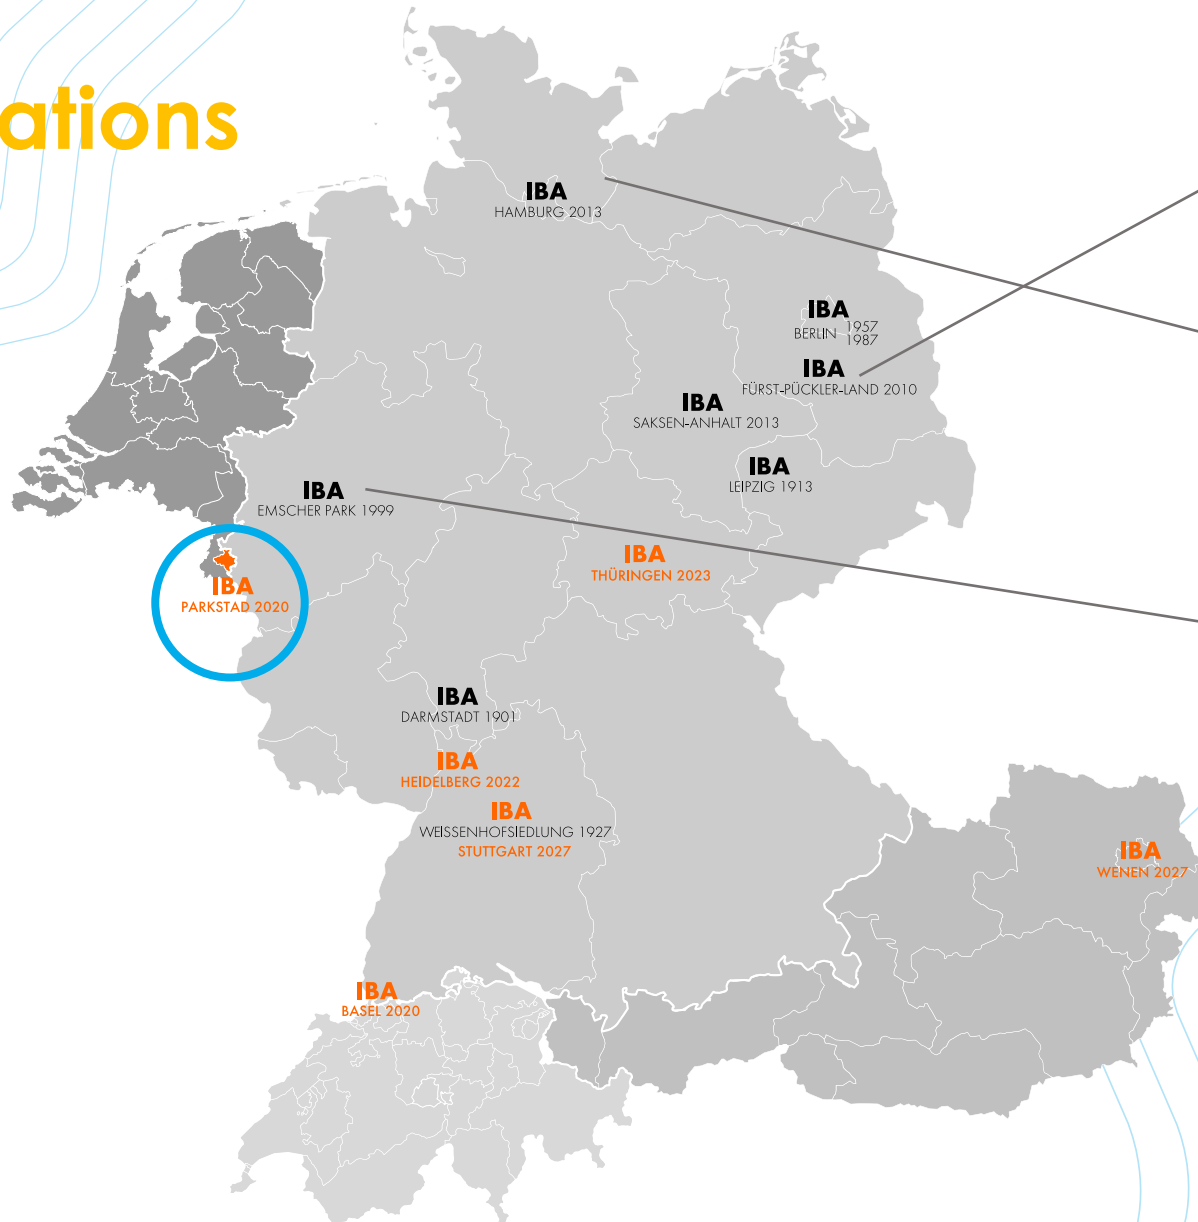 ations
IBA
HAMBURG 2013
IBA
BERLIN 1957
1987
IBA
FÜRST-PÜCKLER-LAND 2010
IBA
SAKSEN-ANHALT 2013
IBA
LEIPZIG 1913
IBA
EMSCHER PARK 1999
IBA
THÜRINGEN 2023
IBA
PARKSTAD 2020
IBA
DARMSTADT 1901
IBA
HEIDELBERG 2022
IBA
WEISSENHOFSIEDLUNG 1927
STUTTGART 2027
IBA
WENEN 2027
IBA
BASEL 2020